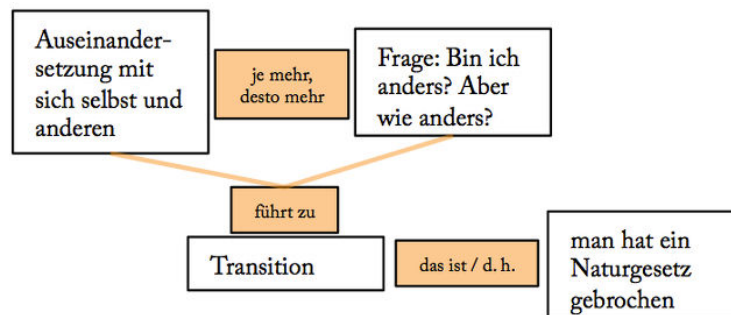 Auseinander-
setzung mit
sich selbst und
anderen
je mehr,
desto mehr
Frage: Bin ich
anders? Aber
wie anders?
führt zu
Transition
das ist / d. h.
man hat ein
Naturgesetz
gebrochen